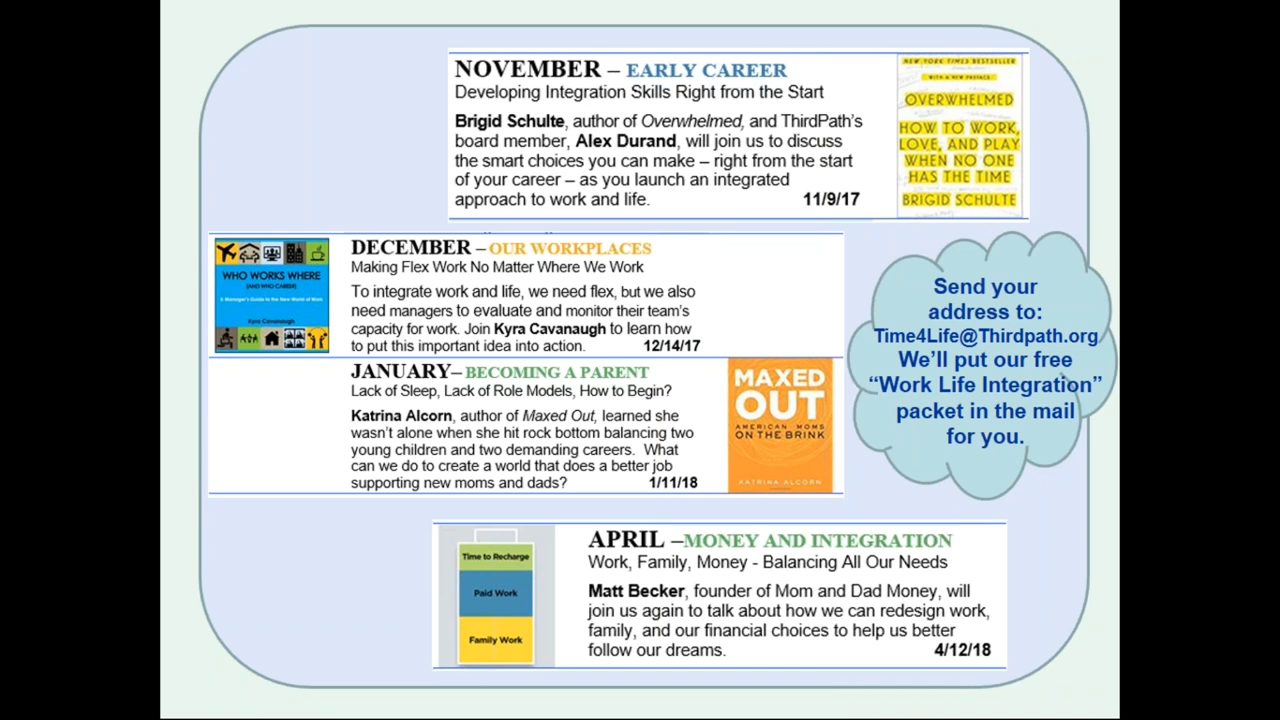 NOVEMBER – EARLY CAREER
Developing Integration Skills Right from the Start
Brigid Schulte, author of Overwhelmed, and ThirdPath's
board member, Alex Durand, will join us to discuss
the smart choices you can make – right from the start
of your career – as you launch an integrated
approach to work and life. 11/9/17
NEW YORK TIMES BESTSELLER
WITH A NEW PREFACE
OVERWHELMED
HOW TO WORK,
LOVE, AND PLAY
WHEN NO ONE
HAS THE TIME
BRIGID SCHULTE
WHO WORKS WHERE
(AND WHO CAREER)
A Manager's Guide to the New World of Work
Kyra Cavanaugh
DECEMBER – OUR WORKPLACES
Making Flex Work No Matter Where We Work
To integrate work and life, we need flex, but we also
need managers to evaluate and monitor their team's
capacity for work. Join Kyra Cavanaugh to learn how
to put this important idea into action. 12/14/17
JANUARY– BECOMING A PARENT
Lack of Sleep, Lack of Role Models, How to Begin?
Katrina Alcorn, author of Maxed Out, learned she
wasn't alone when she hit rock bottom balancing two
young children and two demanding careers. What
can we do to create a world that does a better job
supporting new moms and dads? 1/11/18
MAXED
OUT
AMERICAN MOMS
ON THE BRINK
KATRINA ALCORN
Send your
address to:
Time4Life@Thirdpath.org
We'll put our free
“Work Life Integration”
packet in the mail
for you.
Time to Recharge
Paid Work
Family Work
APRIL –MONEY AND INTEGRATION
Work, Family, Money - Balancing All Our Needs
Matt Becker, founder of Mom and Dad Money, will
join us again to talk about how we can redesign work,
family, and our financial choices to help us better
follow our dreams. 4/12/18